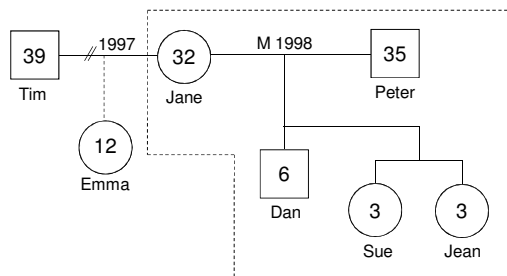 1997
M 1998
39
32
35
Tim
Jane
Peter
12
Emma
6
Dan
3
3
Sue
Jean